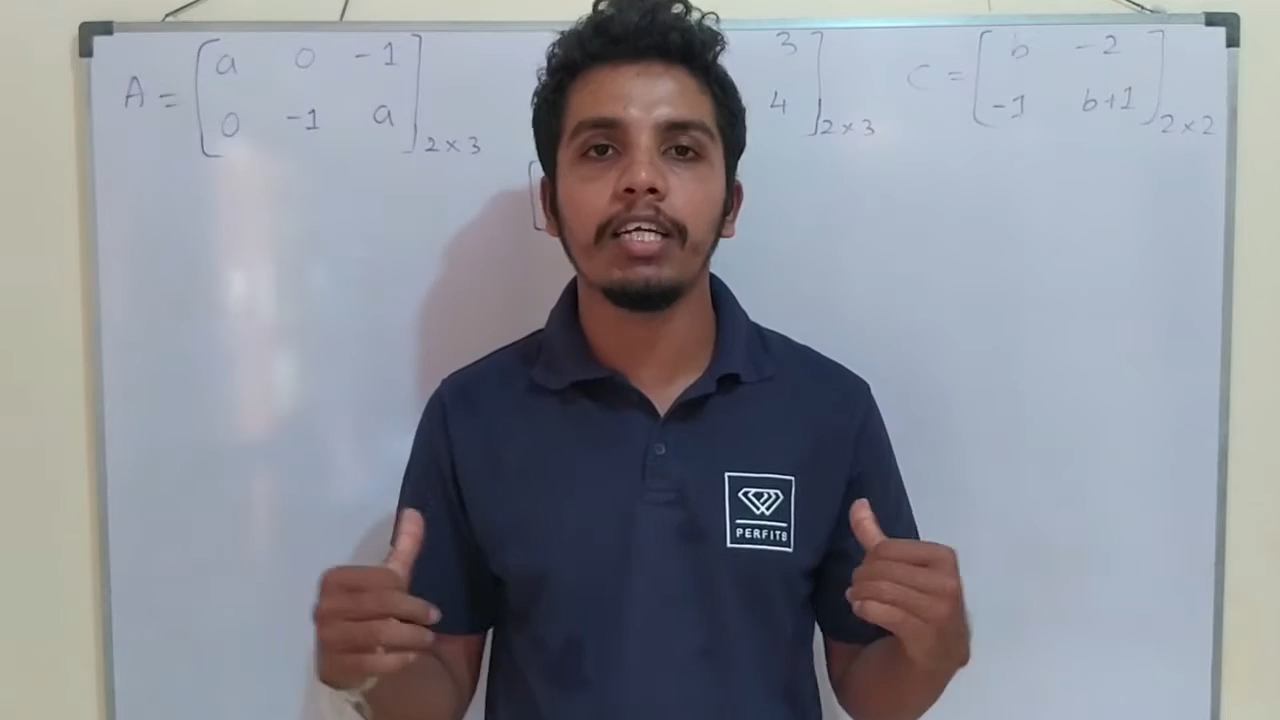 A = [ a 0 -1
0 -1 a ] 2 x 3
3
4 ] 2 x 3
C = [ b -2
-1 b+1 ] 2 x 2
PERFIT8